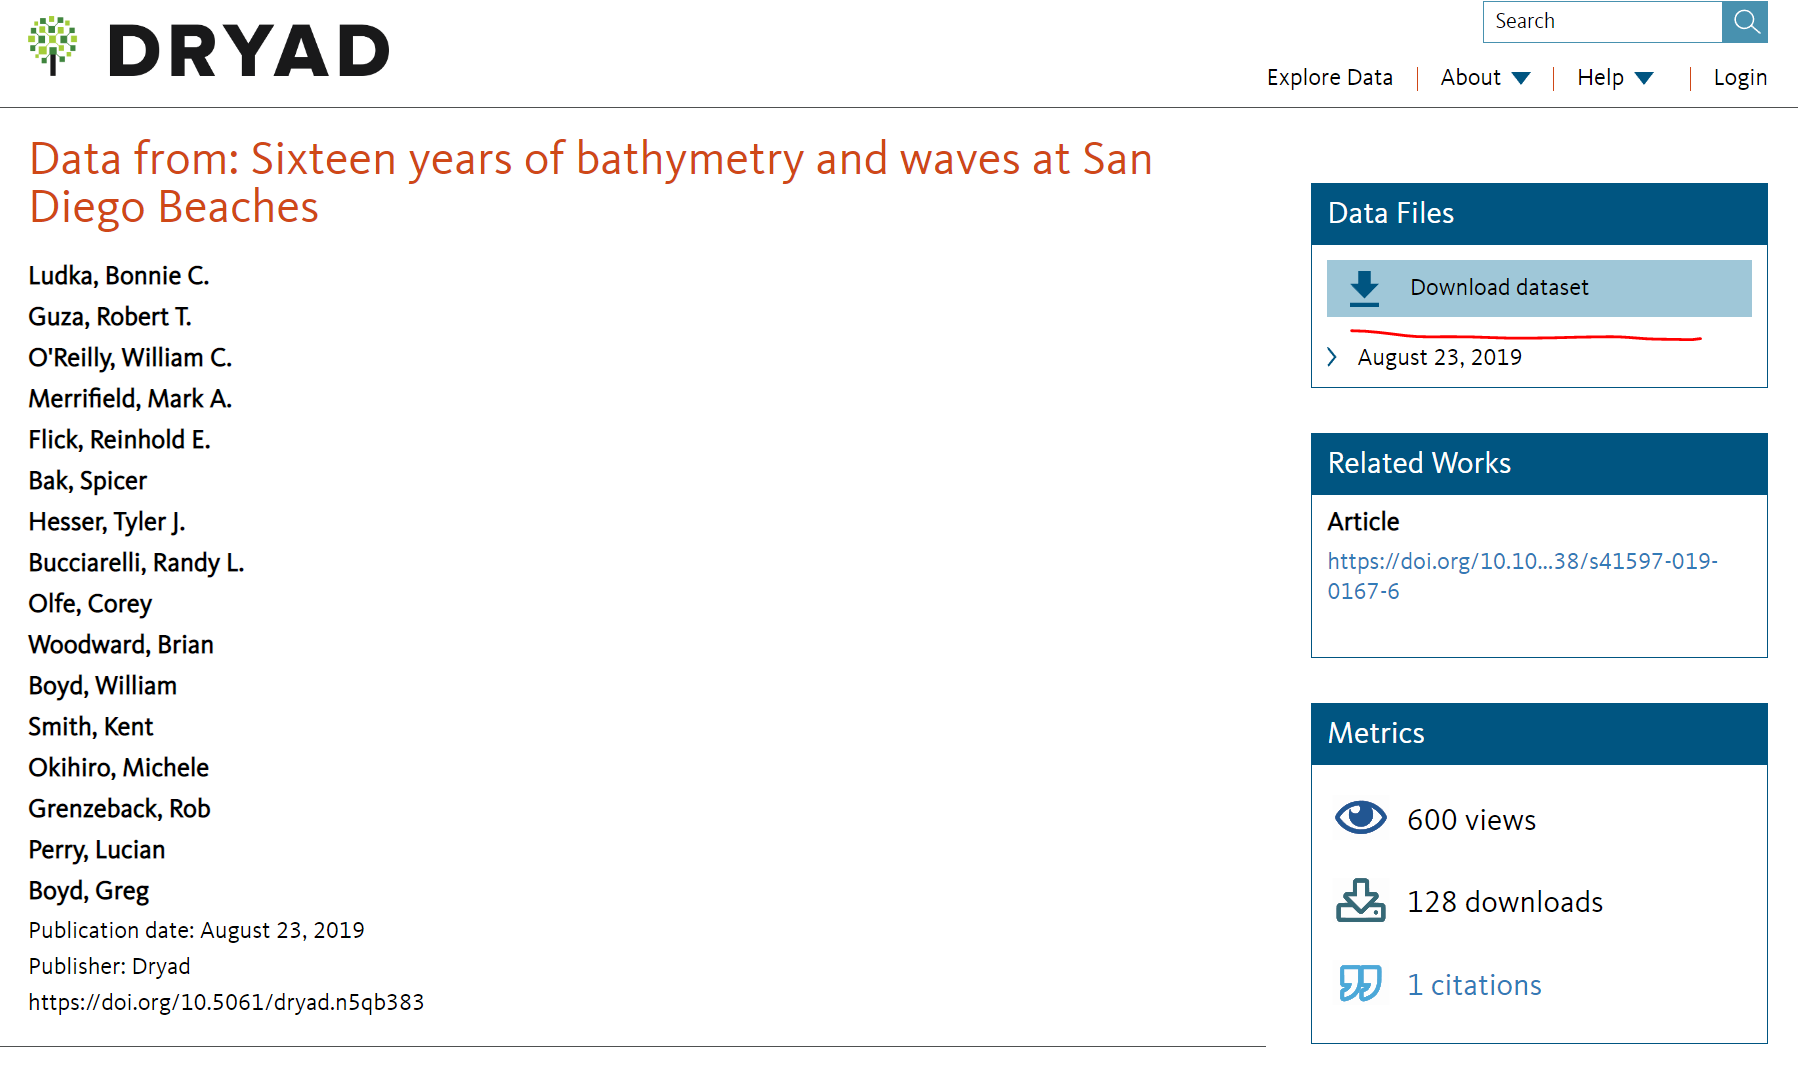 DRYAD
Search
Explore Data
About
Help
Login
Data from: Sixteen years of bathymetry and waves at San
Diego Beaches
Ludka, Bonnie C.
Guza, Robert T.
O'Reilly, William C.
Merrifield, Mark A.
Flick, Reinhold E.
Bak, Spicer
Hesser, Tyler J.
Bucciarelli, Randy L.
Olfe, Corey
Woodward, Brian
Boyd, William
Smith, Kent
Okihiro, Michele
Grenzeback, Rob
Perry, Lucian
Boyd, Greg
Publication date: August 23, 2019
Publisher: Dryad
https://doi.org/10.5061/dryad.n5qb383
Data Files
Download dataset
August 23, 2019
Related Works
Article
https://doi.org/10.10...38/s41597-019-
0167-6
Metrics
600 views
128 downloads
1 citations